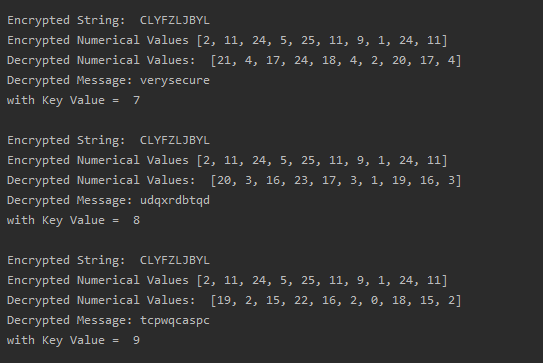 Encrypted String:  CLYFZLJBYL
Encrypted Numerical Values [2, 11, 24, 5, 25, 11, 9, 1, 24, 11]
Decrypted Numerical Values:  [21, 4, 17, 24, 18, 4, 2, 20, 17, 4]
Decrypted Message: verysecure
with Key Value =  7
Encrypted String:  CLYFZLJBYL
Encrypted Numerical Values [2, 11, 24, 5, 25, 11, 9, 1, 24, 11]
Decrypted Numerical Values:  [20, 3, 16, 23, 17, 3, 1, 19, 16, 3]
Decrypted Message: udqxrdbtqd
with Key Value =  8
Encrypted String:  CLYFZLJBYL
Encrypted Numerical Values [2, 11, 24, 5, 25, 11, 9, 1, 24, 11]
Decrypted Numerical Values:  [19, 2, 15, 22, 16, 2, 0, 18, 15, 2]
Decrypted Message: tcpwqcaspc
with Key Value =  9